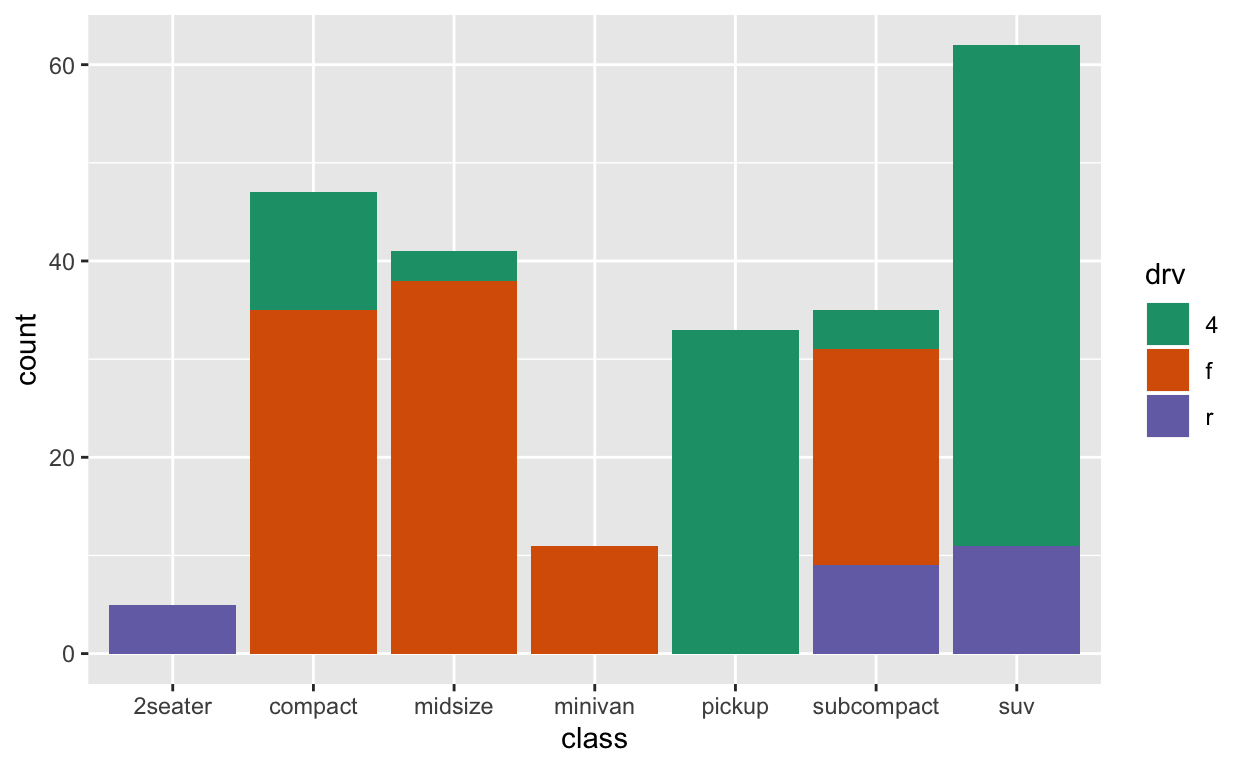 60
40
20
0
count
2seater compact midsize minivan pickup subcompact suv
class
drv
4
f
r